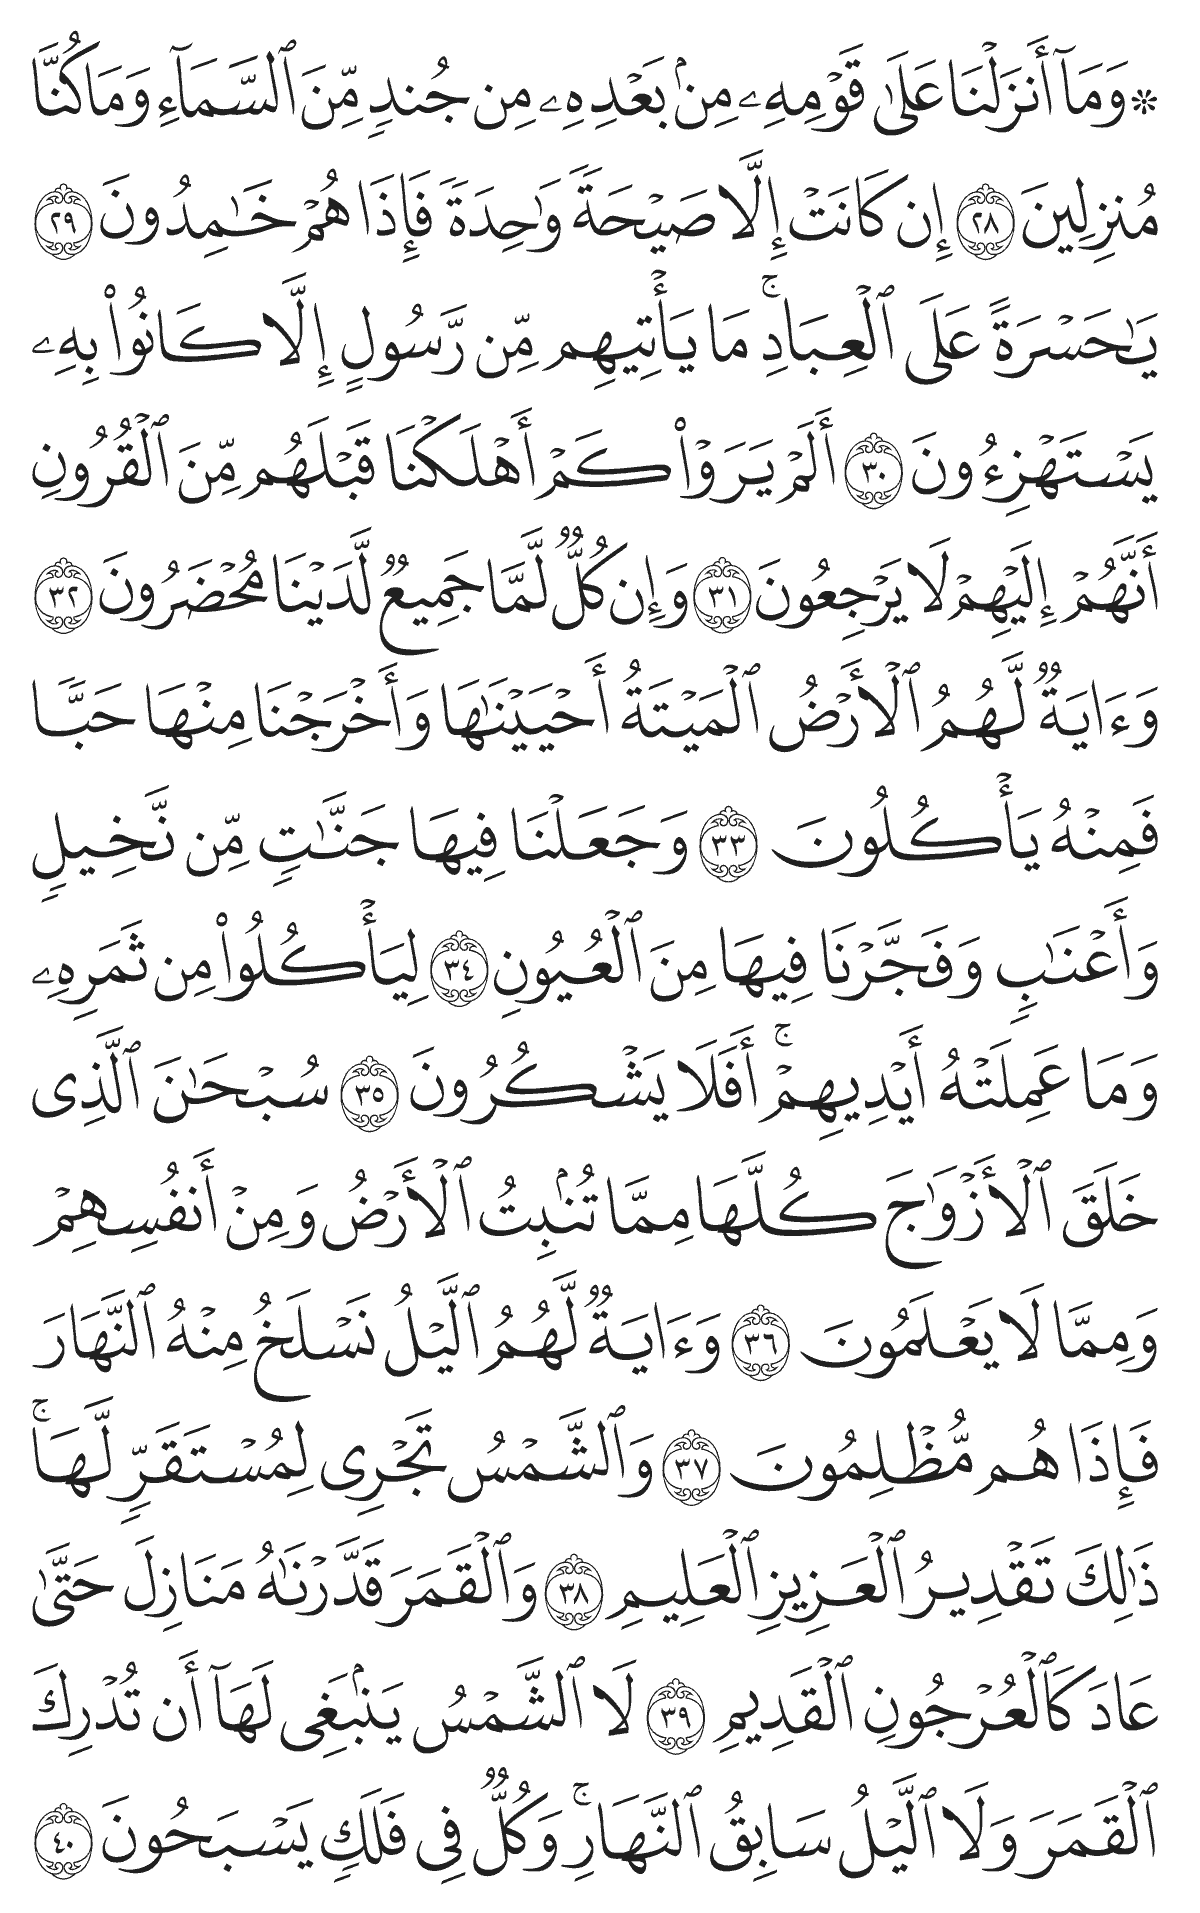 ۞ وَمَآ أَنزَلْنَا عَلَىٰ قَوْمِهِۦ مِنۢ بَعْدِهِۦ مِن جُندٍ مِّنَ ٱلسَّمَآءِ وَمَا كُنَّا
مُنزِلِينَ ٢٨ إِن كَانَتْ إِلَّا صَيْحَةً وَٰحِدَةً فَإِذَا هُمْ خَـٰمِدُونَ ٢٩
يَـٰحَسْرَةً عَلَى ٱلْعِبَادِ ۚ مَا يَأْتِيهِم مِّن رَّسُولٍ إِلَّا كَانُوا۟ بِهِۦ
يَسْتَهْزِءُونَ ٣٠ أَلَمْ يَرَوْا۟ كَمْ أَهْلَكْنَا قَبْلَهُم مِّنَ ٱلْقُرُونِ
أَنَّهُمْ إِلَيْهِمْ لَا يَرْجِعُونَ ٣١ وَإِن كُلٌّ لَّمَّا جَمِيعٌ لَّدَيْنَا مُحْضَرُونَ ٣٢
وَءَايَةٌ لَّهُمُ ٱلْأَرْضُ ٱلْمَيْتَةُ أَحْيَيْنَـٰهَا وَأَخْرَجْنَا مِنْهَا حَبًّا
فَمِنْهُ يَأْكُلُونَ ٣٣ وَجَعَلْنَا فِيهَا جَنَّـٰتٍ مِّن نَّخِيلٍ
وَأَعْنَـٰبٍ وَفَجَّرْنَا فِيهَا مِنَ ٱلْعُيُونِ ٣٤ لِيَأْكُلُوا۟ مِن ثَمَرِهِۦ
وَمَا عَمِلَتْهُ أَيْدِيهِمْ ۚ أَفَلَا يَشْكُرُونَ ٣٥ سُبْحَـٰنَ ٱلَّذِى
خَلَقَ ٱلْأَزْوَٰجَ كُلَّهَا مِمَّا تُنۢبِتُ ٱلْأَرْضُ وَمِنْ أَنفُسِهِمْ
وَمِمَّا لَا يَعْلَمُونَ ٣٦ وَءَايَةٌ لَّهُمُ ٱلَّيْلُ نَسْلَخُ مِنْهُ ٱلنَّهَارَ
فَإِذَا هُم مُّظْلِمُونَ ٣٧ وَٱلشَّمْسُ تَجْرِى لِمُسْتَقَرٍّ لَّهَا ۚ
ذَٰلِكَ تَقْدِيرُ ٱلْعَزِيزِ ٱلْعَلِيمِ ٣٨ وَٱلْقَمَرَ قَدَّرْنَـٰهُ مَنَازِلَ حَتَّىٰ
عَادَ كَٱلْعُرْجُونِ ٱلْقَدِيمِ ٣٩ لَا ٱلشَّمْسُ يَنۢبَغِى لَهَآ أَن تُدْرِكَ
ٱلْقَمَرَ وَلَا ٱلَّيْلُ سَابِقُ ٱلنَّهَارِ ۚ وَكُلٌّ فِى فَلَكٍ يَسْبَحُونَ ٤٠